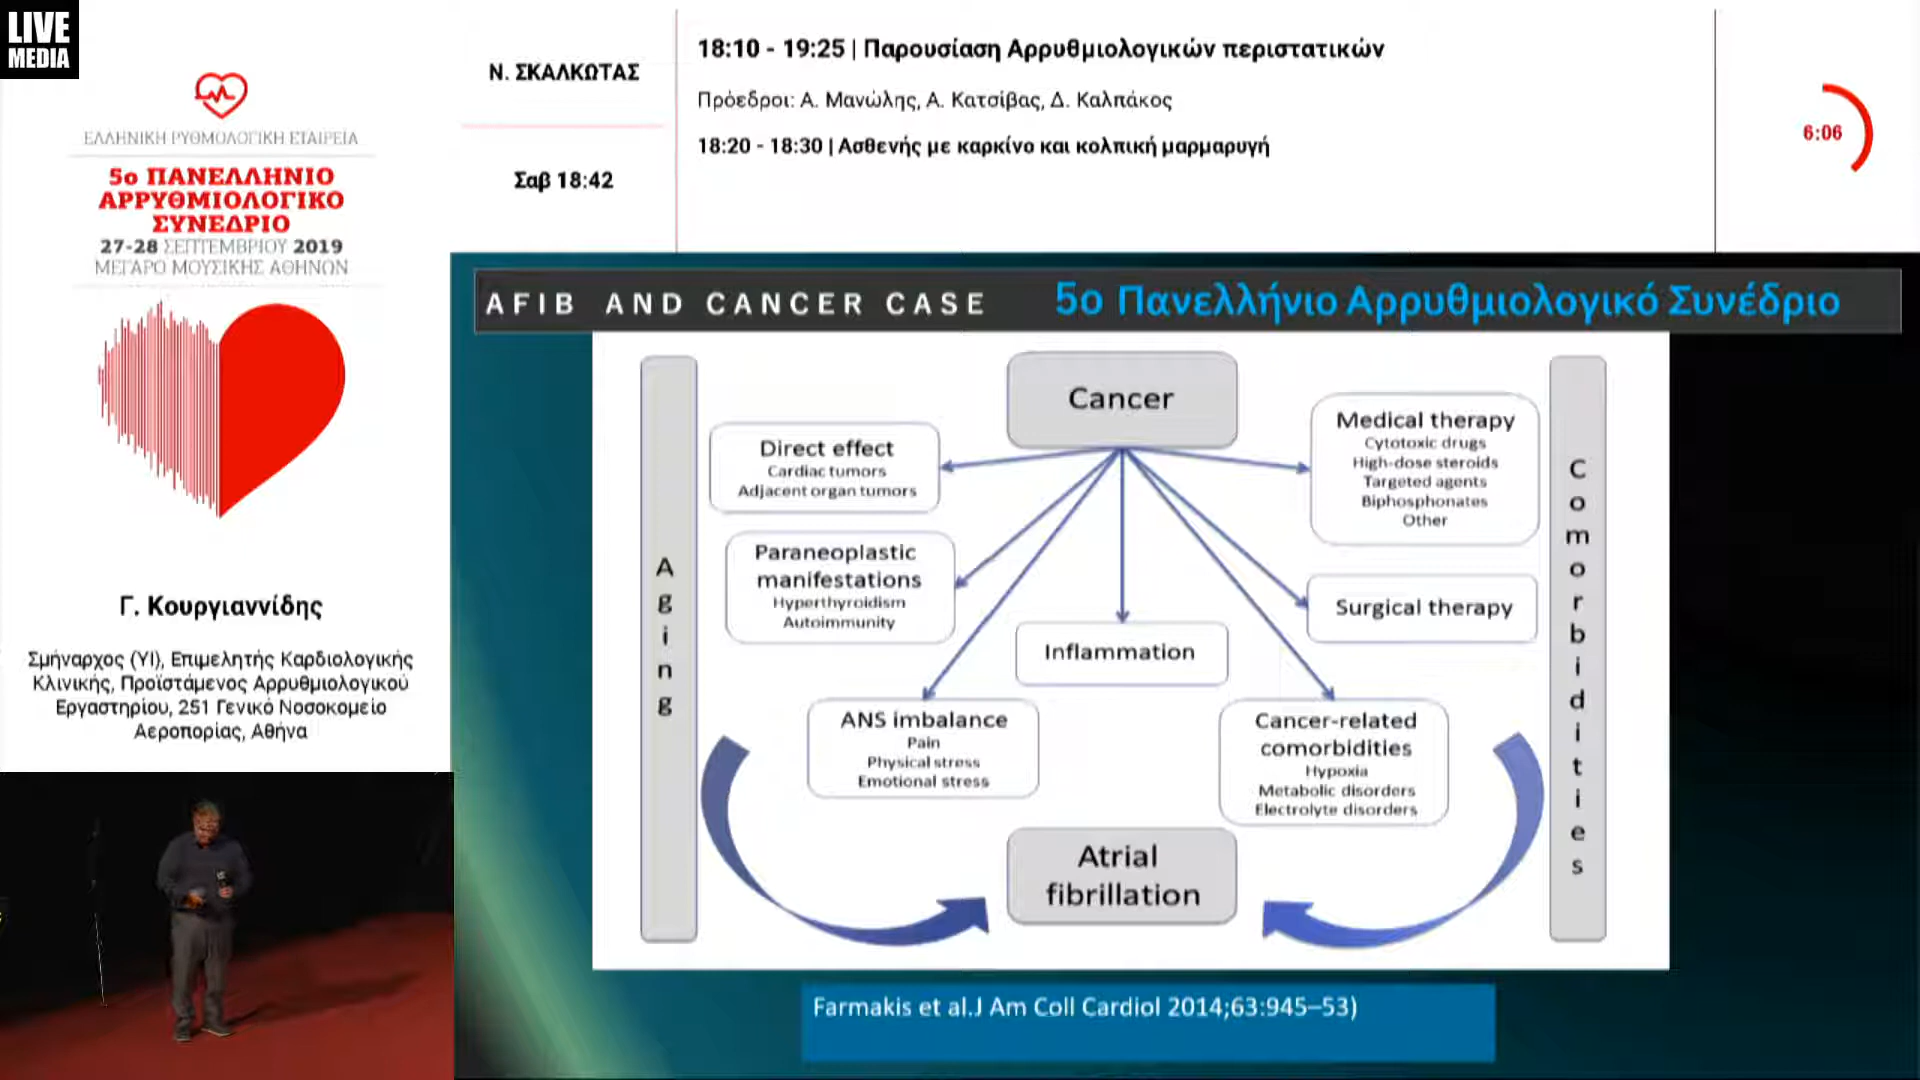 LIVE
MEDIA
ΕΛΛΗΝΙΚΗ ΡΥΘΜΟΛΟΓΙΚΗ ΕΤΑΙΡΕΙΑ
5ο ΠΑΝΕΛΛΗΝΙΟ
ΑΡΡΥΘΜΙΟΛΟΓΙΚΟ
ΣΥΝΕΔΡΙΟ
27-28 ΣΕΠΤΕΜΒΡΙΟΥ 2019
ΜΕΓΑΡΟ ΜΟΥΣΙΚΗΣ ΑΘΗΝΩΝ
Γ. Κουργιαννίδης
Σμήναρχος (ΥΙ), Επιμελητής Καρδιολογικής
Κλινικής, Προϊστάμενος Αρρυθμιολογικού
Εργαστηρίου, 251 Γενικό Νοσοκομείο
Αεροπορίας, Αθήνα
Ν. ΣΚΑΛΚΩΤΑΣ
Σαβ 18:42
18:10 - 19:25 | Παρουσίαση Αρρυθμιολογικών περιστατικών
Πρόεδροι: Α. Μανώλης, Α. Κατσίβας, Δ. Καλπάκος
18:20 - 18:30 | Ασθενής με καρκίνο και κολπική μαρμαρυγή
6:06
AFIB AND CANCER CASE
5ο Πανελλήνιο Αρρυθμιολογικό Συνέδριο
Aging
Cancer
Direct effect
Cardiac tumors
Adjacent organ tumors
Paraneoplastic
manifestations
Hyperthyroidism
Autoimmunity
ANS imbalance
Pain
Physical stress
Emotional stress
Inflammation
Medical therapy
Cytotoxic drugs
High-dose steroids
Targeted agents
Biphosphonates
Other
Surgical therapy
Cancer-related
comorbidities
Hypoxia
Metabolic disorders
Electrolyte disorders
Atrial
fibrillation
Comorbidities
Farmakis et al.J Am Coll Cardiol 2014;63:945–53)